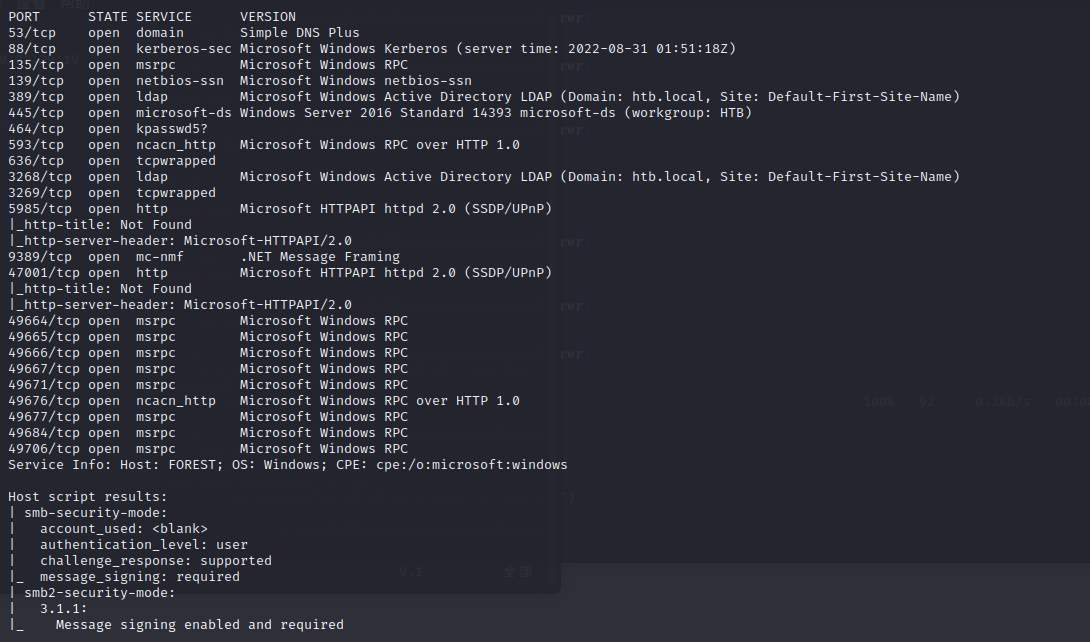 PORT      STATE SERVICE      VERSION
53/tcp    open  domain       Simple DNS Plus
88/tcp    open  kerberos-sec Microsoft Windows Kerberos (server time: 2022-08-31 01:51:18Z)
135/tcp   open  msrpc        Microsoft Windows RPC
139/tcp   open  netbios-ssn  Microsoft Windows netbios-ssn
389/tcp   open  ldap         Microsoft Windows Active Directory LDAP (Domain: htb.local, Site: Default-First-Site-Name)
445/tcp   open  microsoft-ds Windows Server 2016 Standard 14393 microsoft-ds (workgroup: HTB)
464/tcp   open  kpasswd5?
593/tcp   open  ncacn_http   Microsoft Windows RPC over HTTP 1.0
636/tcp   open  tcpwrapped
3268/tcp  open  ldap         Microsoft Windows Active Directory LDAP (Domain: htb.local, Site: Default-First-Site-Name)
3269/tcp  open  tcpwrapped
5985/tcp  open  http         Microsoft HTTPAPI httpd 2.0 (SSDP/UPnP)
|_http-title: Not Found
|_http-server-header: Microsoft-HTTPAPI/2.0
9389/tcp  open  mc-nmf       .NET Message Framing
47001/tcp open  http         Microsoft HTTPAPI httpd 2.0 (SSDP/UPnP)
|_http-title: Not Found
|_http-server-header: Microsoft-HTTPAPI/2.0
49664/tcp open  msrpc        Microsoft Windows RPC
49665/tcp open  msrpc        Microsoft Windows RPC
49666/tcp open  msrpc        Microsoft Windows RPC
49667/tcp open  msrpc        Microsoft Windows RPC
49671/tcp open  msrpc        Microsoft Windows RPC
49676/tcp open  ncacn_http   Microsoft Windows RPC over HTTP 1.0
49677/tcp open  msrpc        Microsoft Windows RPC
49684/tcp open  msrpc        Microsoft Windows RPC
49706/tcp open  msrpc        Microsoft Windows RPC
Service Info: Host: FOREST; OS: Windows; CPE: cpe:/o:microsoft:windows

Host script results:
| smb-security-mode:
|   account_used: <blank>
|   authentication_level: user
|   challenge_response: supported
|_  message_signing: required
| smb2-security-mode:
|   3.1.1:
|_    Message signing enabled and required